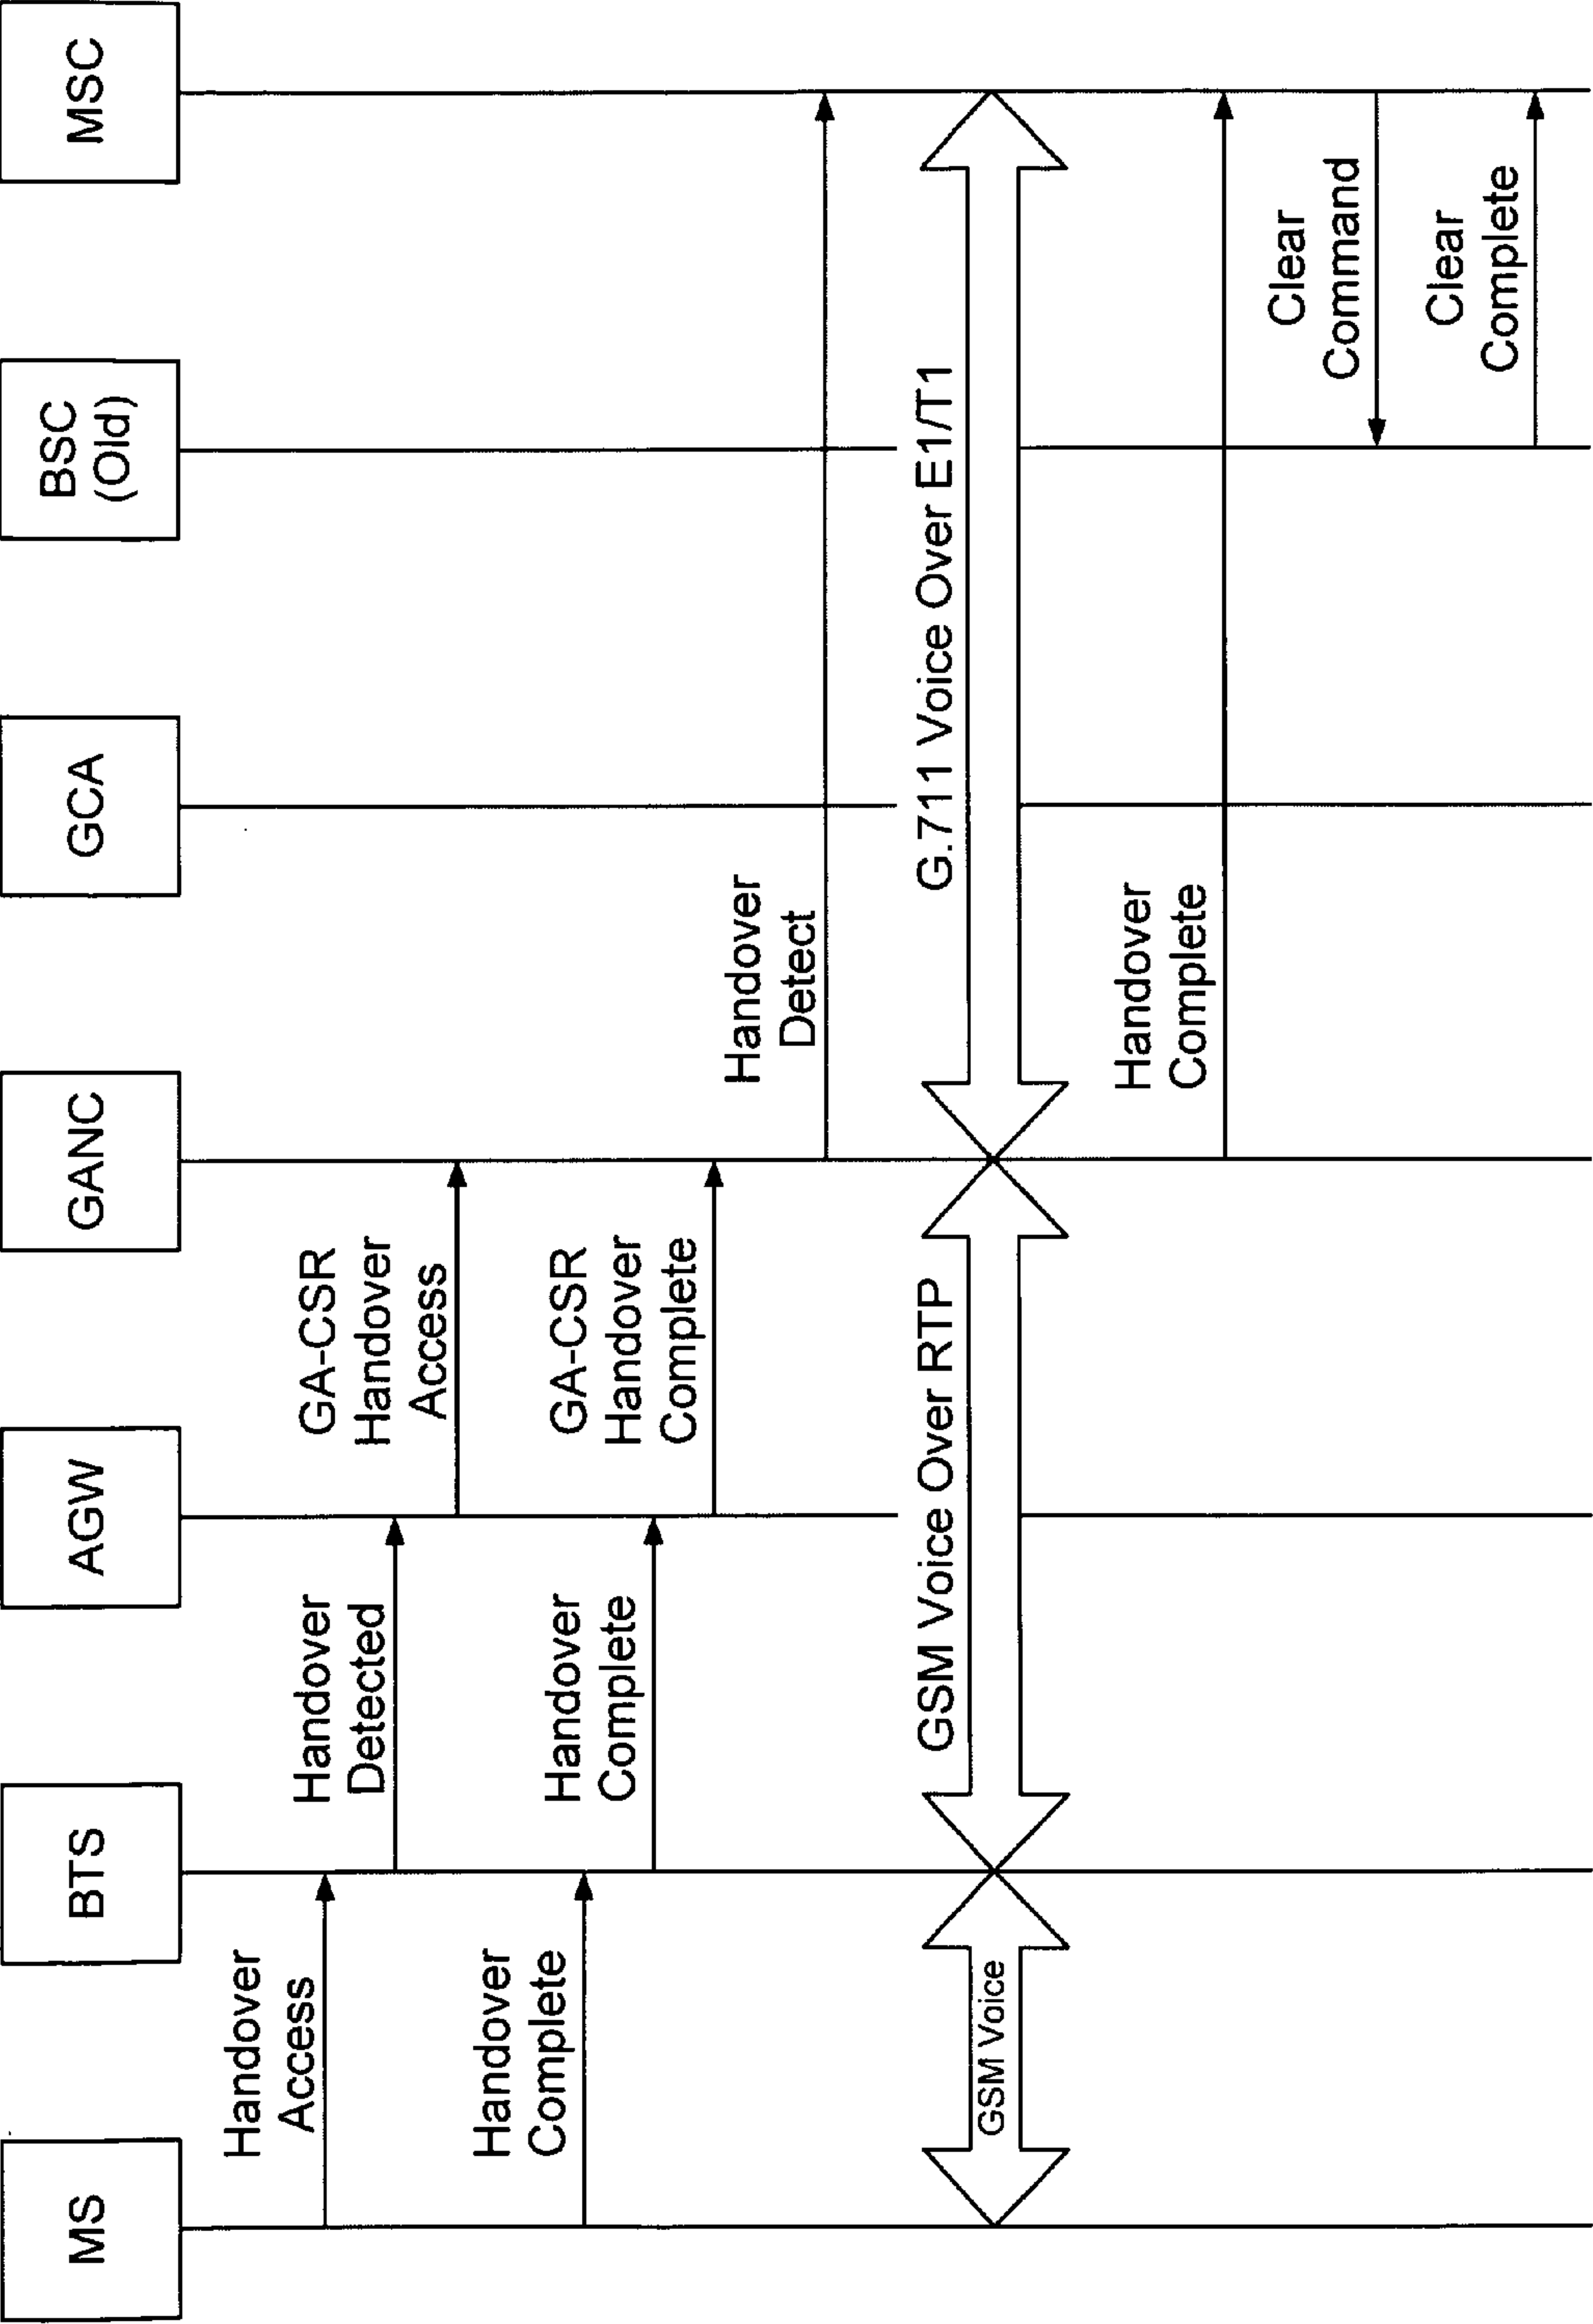 MS
BTS
AGW
GANC
GCA
BSC
(Old)
MSC
Handover
Access
Handover
Detected
GA-CSR
Handover
Access
Handover
Complete
Handover
Complete
GA-CSR
Handover
Complete
Handover
Detect
GSM Voice
GSM Voice Over RTP
G.711 Voice Over E1/T1
Handover
Complete
Clear
Command
Clear
Complete